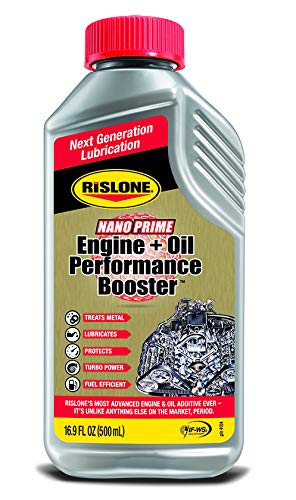 Next Generation
Lubrication
RiSLONE®
NANO PRIME
Engine + Oil
Performance
Booster™
TREATS METAL
LUBRICATES
PROTECTS
TURBO POWER
FUEL EFFICIENT
RISLONE'S MOST ADVANCED ENGINE & OIL ADDITIVE EVER –
IT'S UNLIKE ANYTHING ELSE ON THE MARKET, PERIOD.
16.9 FL OZ (500 mL)
IF-WS₂